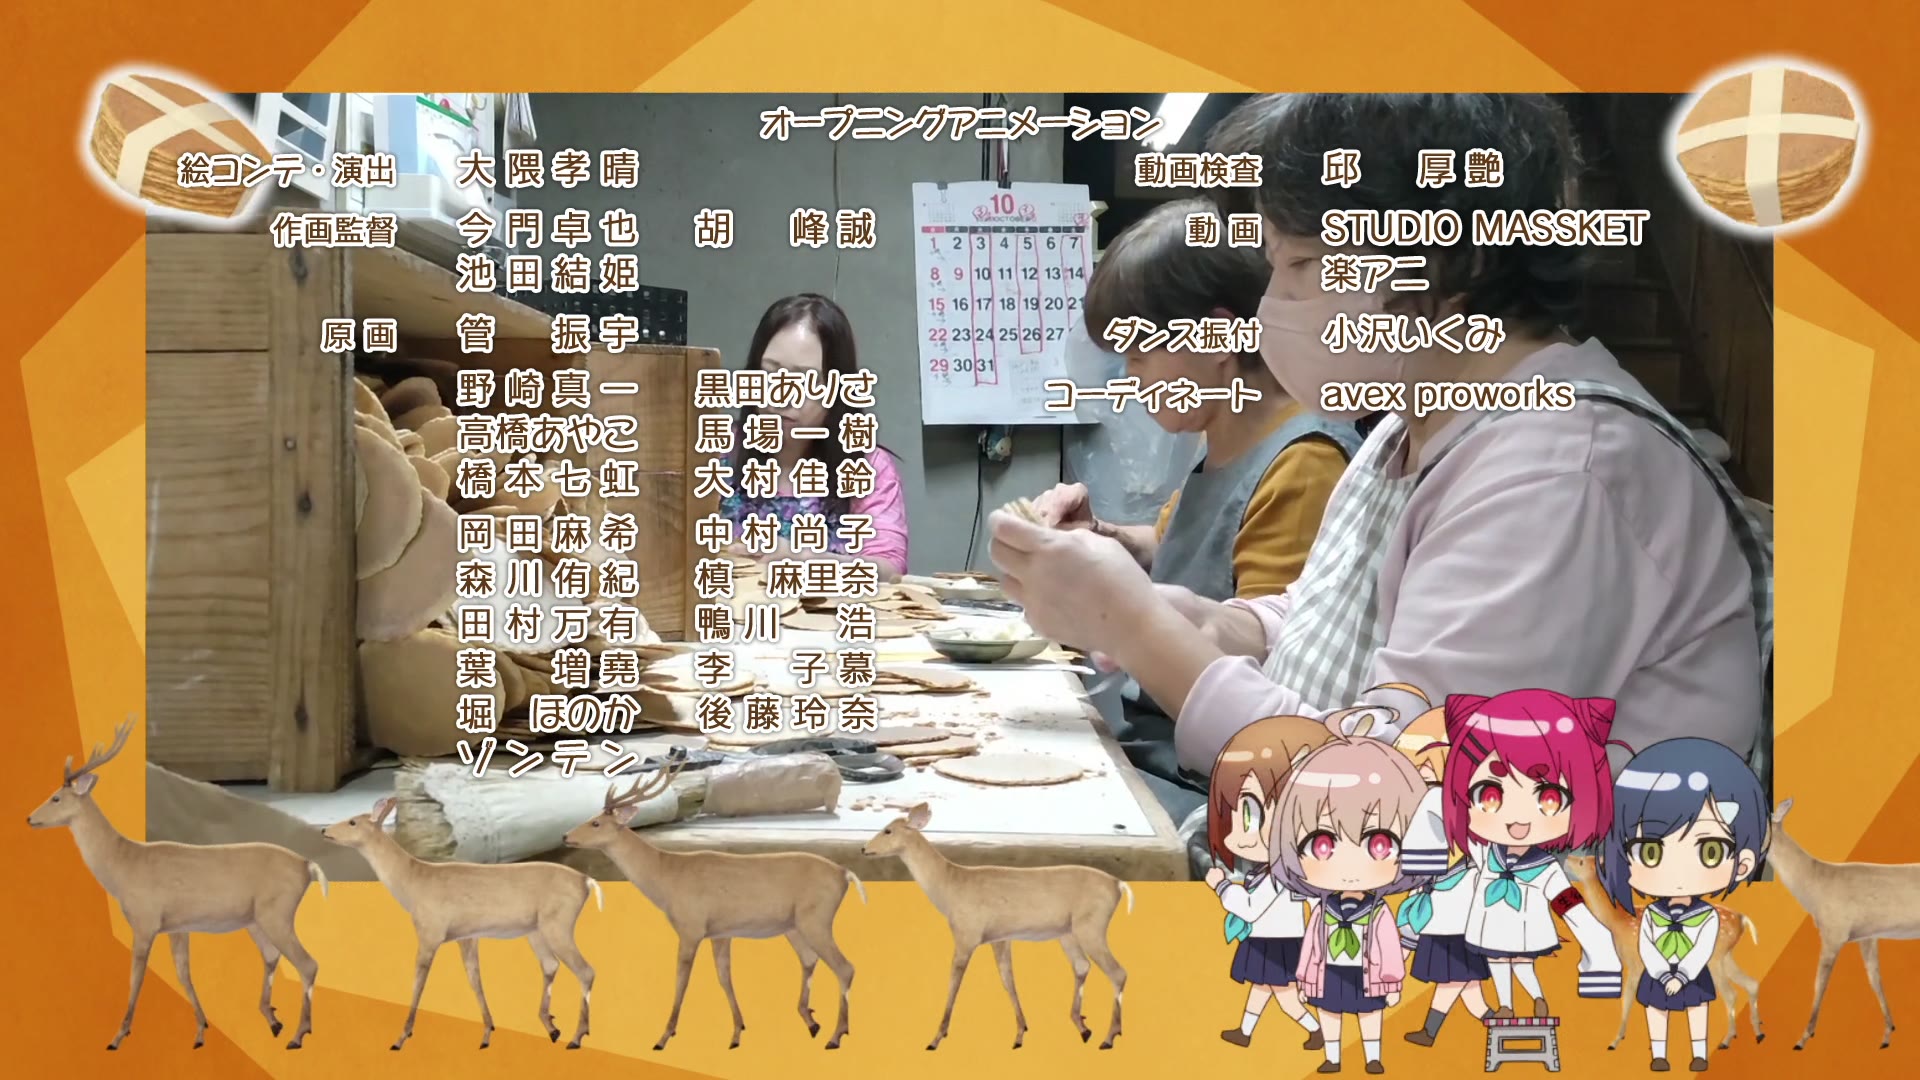 オープニングアニメーション
絵コンテ・演出 大隈孝晴
作画監督 今門卓也 胡 峰誠
池田結姫
原画 管 振宇
野崎真一 黒田ありさ
高橋あやこ 馬場一樹
橋本七虹 大村佳鈴
岡田麻希 中村尚子
森川侑紀 槙 麻里奈
田村万有 鴨川 浩
葉 増堯 李 子慕
堀 ほのか 後藤玲奈
ゾンテン
動画検査 邱 厚艶
動画 STUDIO MASSKET
楽アニ
ダンス振付 小沢いくみ
コーディネート avex proworks
10
OCTOBER
1 2 3 4 5 6 7
8 9 10 11 12 13 14
15 16 17 18 19 20 21
22 23 24 25 26 27
29 30 31